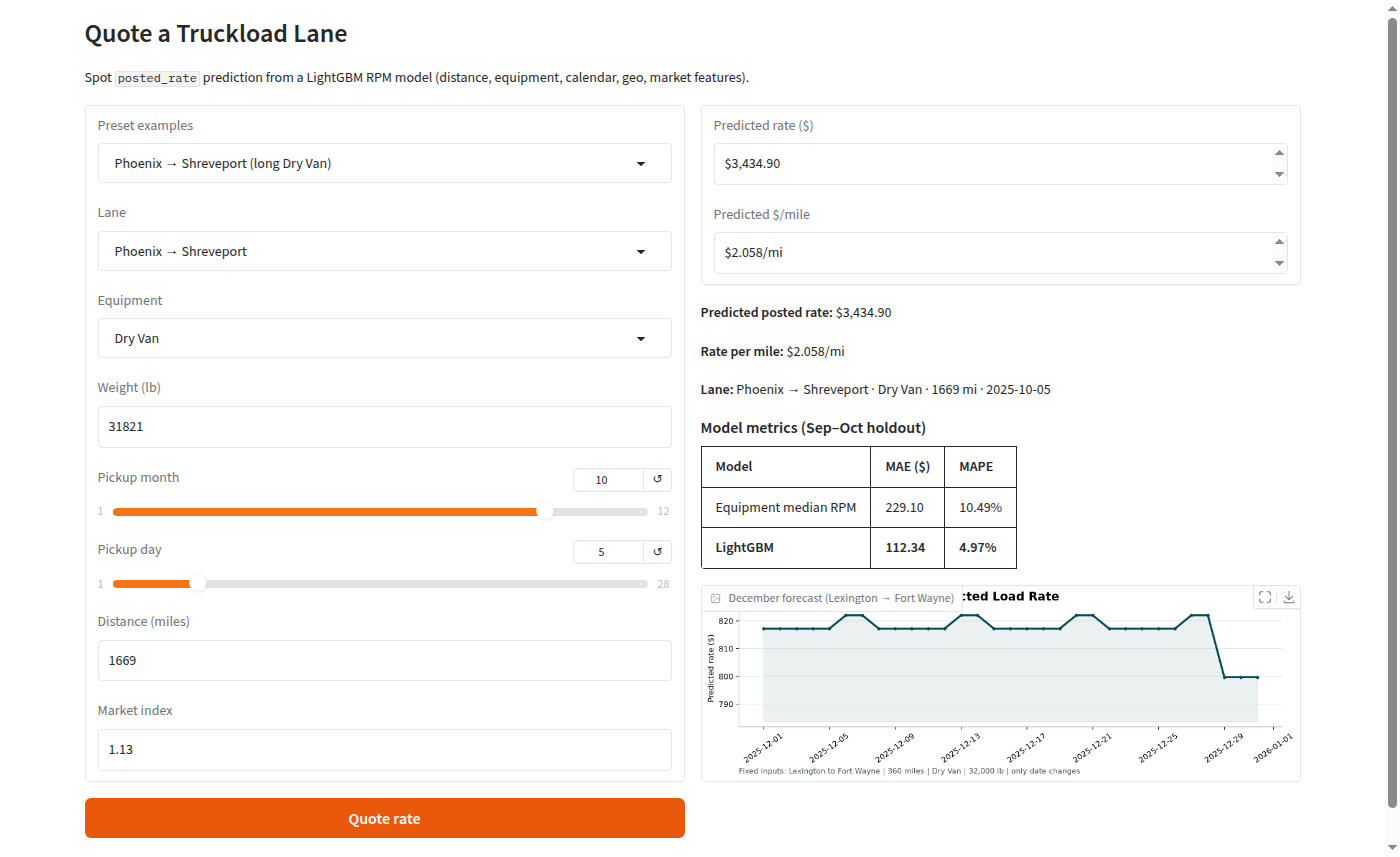 Quote a Truckload Lane
Spot posted_rate prediction from a LightGBM RPM model (distance, equipment, calendar, geo, market features).
Preset examples
Phoenix → Shreveport (long Dry Van)
Lane
Phoenix → Shreveport
Equipment
Dry Van
Weight (lb)
31821
Pickup month
10 ↺
1 12
Pickup day
5 ↺
1 28
Distance (miles)
1669
Market index
1.13
Quote rate
Predicted rate ($)
$3,434.90
Predicted $/mile
$2.058/mi
Predicted posted rate: $3,434.90
Rate per mile: $2.058/mi
Lane: Phoenix → Shreveport · Dry Van · 1669 mi · 2025-10-05
Model metrics (Sep–Oct holdout)
Model MAE ($) MAPE
Equipment median RPM 229.10 10.49%
LightGBM 112.34 4.97%
December forecast (Lexington → Fort Wayne)
cted Load Rate
Predicted rate ($)
820
810
800
790
2025-12-01 2025-12-05 2025-12-09 2025-12-13 2025-12-17 2025-12-21 2025-12-25 2025-12-29 2026-01-01
Fixed inputs: Lexington to Fort Wayne | 360 miles | Dry Van | 32,000 lb | only date changes